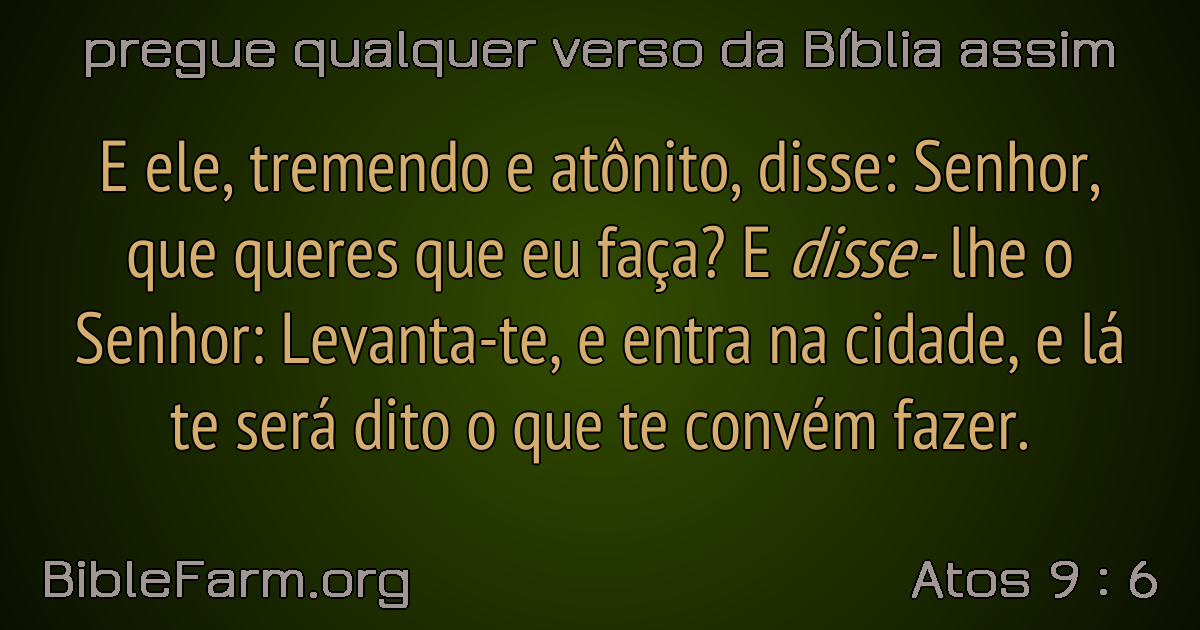 pregue qualquer verso da Bíblia assim
E ele, tremendo e atônito, disse: Senhor,
que queres que eu faça? E disse- lhe o
Senhor: Levanta-te, e entra na cidade, e lá
te será dito o que te convém fazer.
BibleFarm.org
Atos 9 : 6